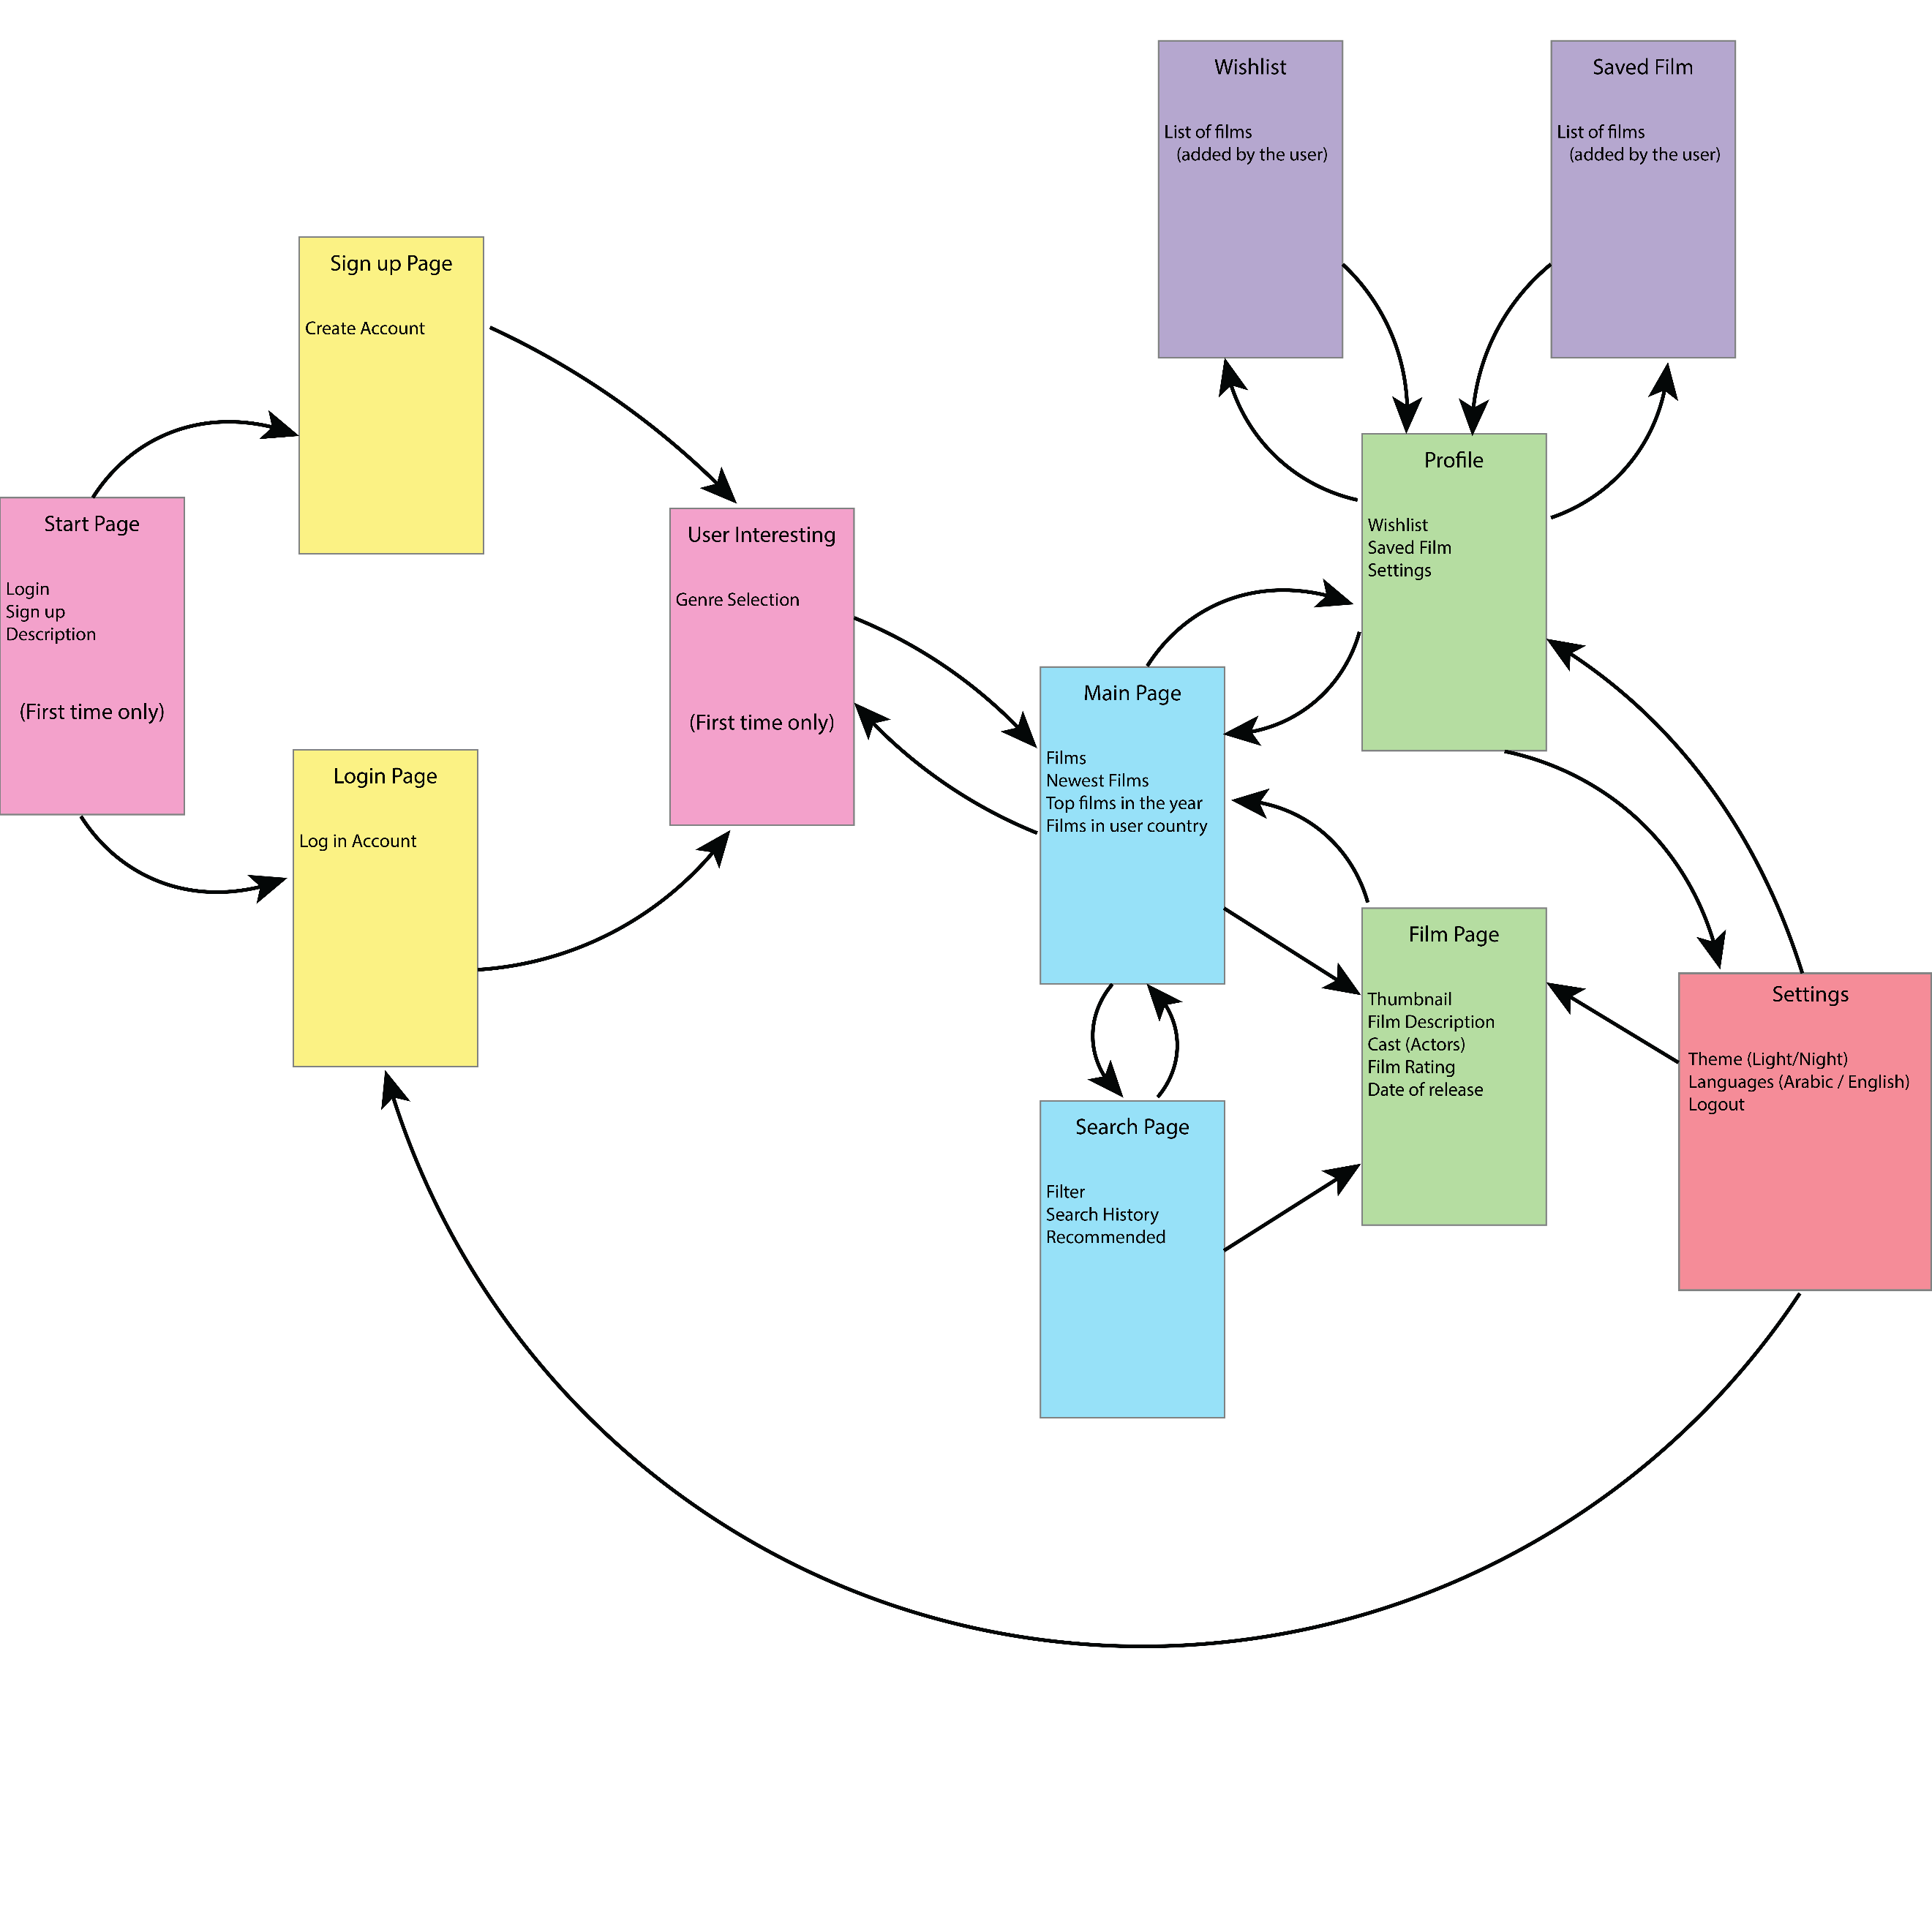 Wishlist
List of films
(added by the user)
Saved Film
List of films
(added by the user)
Sign up Page
Create Account
Start Page
Login
Sign up
Description
(First time only)
Login Page
Log in Account
User Interesting
Genre Selection
(First time only)
Profile
Wishlist
Saved Film
Settings
Main Page
Films
Newest Films
Top films in the year
Films in user country
Film Page
Thumbnail
Film Description
Cast (Actors)
Film Rating
Date of release
Settings
Theme (Light/Night)
Languages (Arabic / English)
Logout
Search Page
Filter
Search History
Recommended